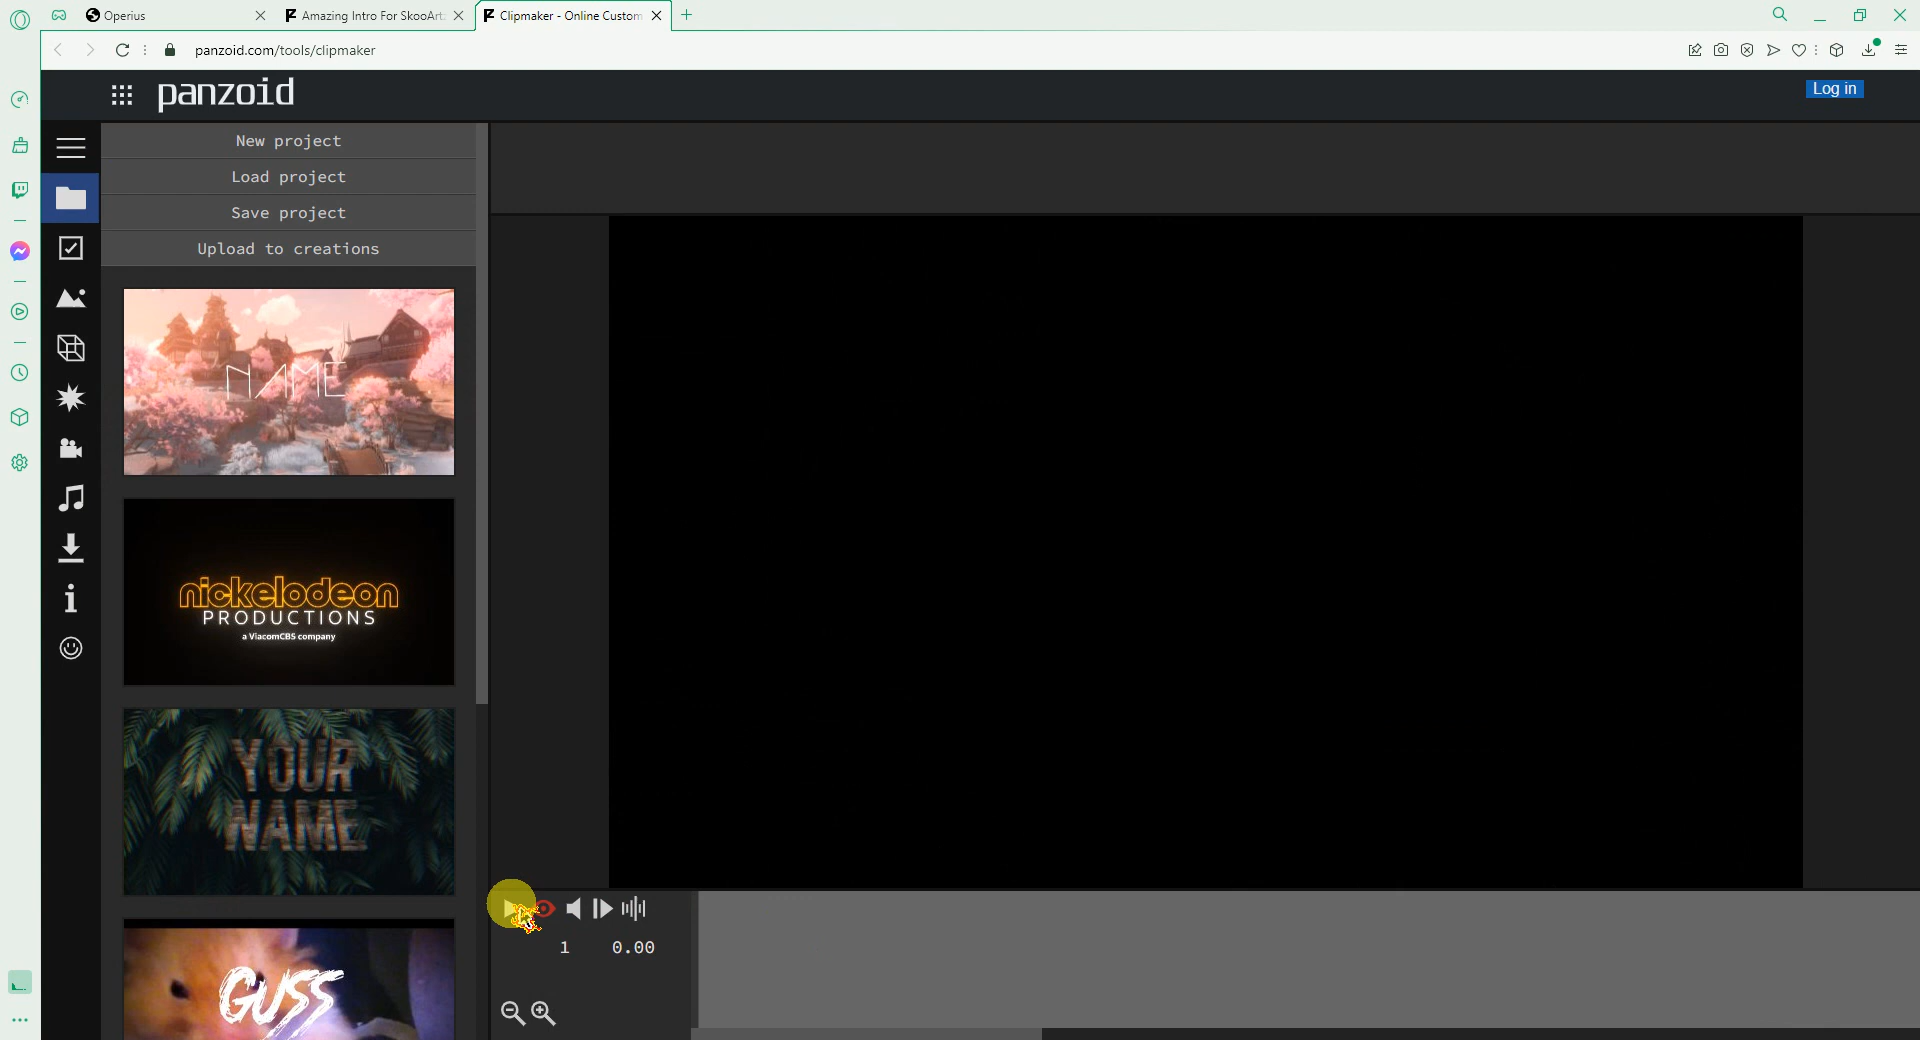 Operius
Amazing Intro For SkooArt
Clipmaker - Online Custom
panzoid.com/tools/clipmaker
panzoid
Log in
New project
Load project
Save project
Upload to creations
NAME
nickelodeon
PRODUCTIONS
a ViacomCBS company
YOUR
NAME
GUSS
1 0.00